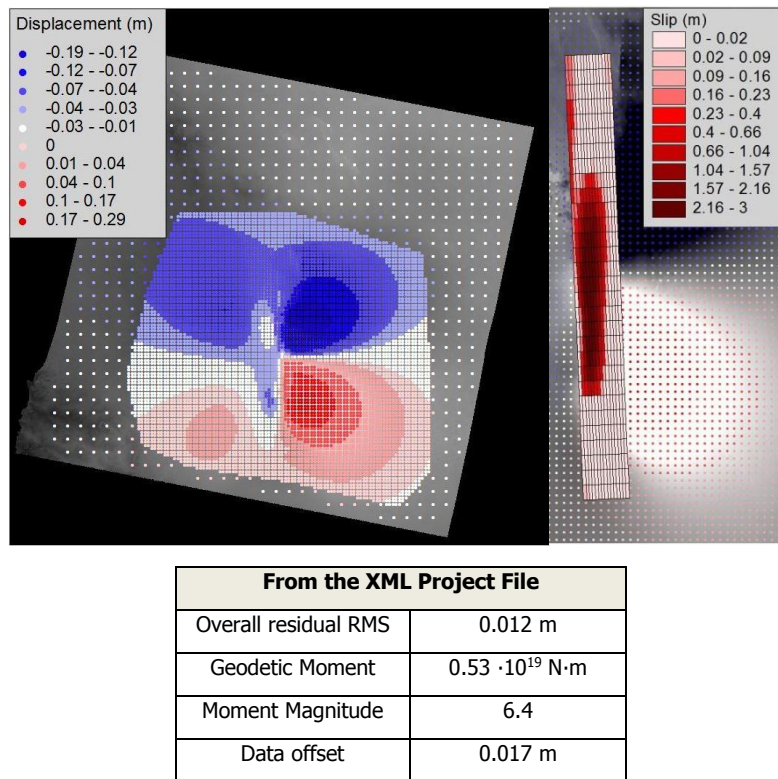 Displacement (m)
-0.19 - -0.12
-0.12 - -0.07
-0.07 - -0.04
-0.04 - -0.03
-0.03 - -0.01
0
0.01 - 0.04
0.04 - 0.1
0.1 - 0.17
0.17 - 0.29
Slip (m)
0 - 0.02
0.02 - 0.09
0.09 - 0.16
0.16 - 0.23
0.23 - 0.4
0.4 - 0.66
0.66 - 1.04
1.04 - 1.57
1.57 - 2.16
2.16 - 3
From the XML Project File
Overall residual RMS 0.012 m
Geodetic Moment 0.53 ·10¹⁹ N·m
Moment Magnitude 6.4
Data offset 0.017 m